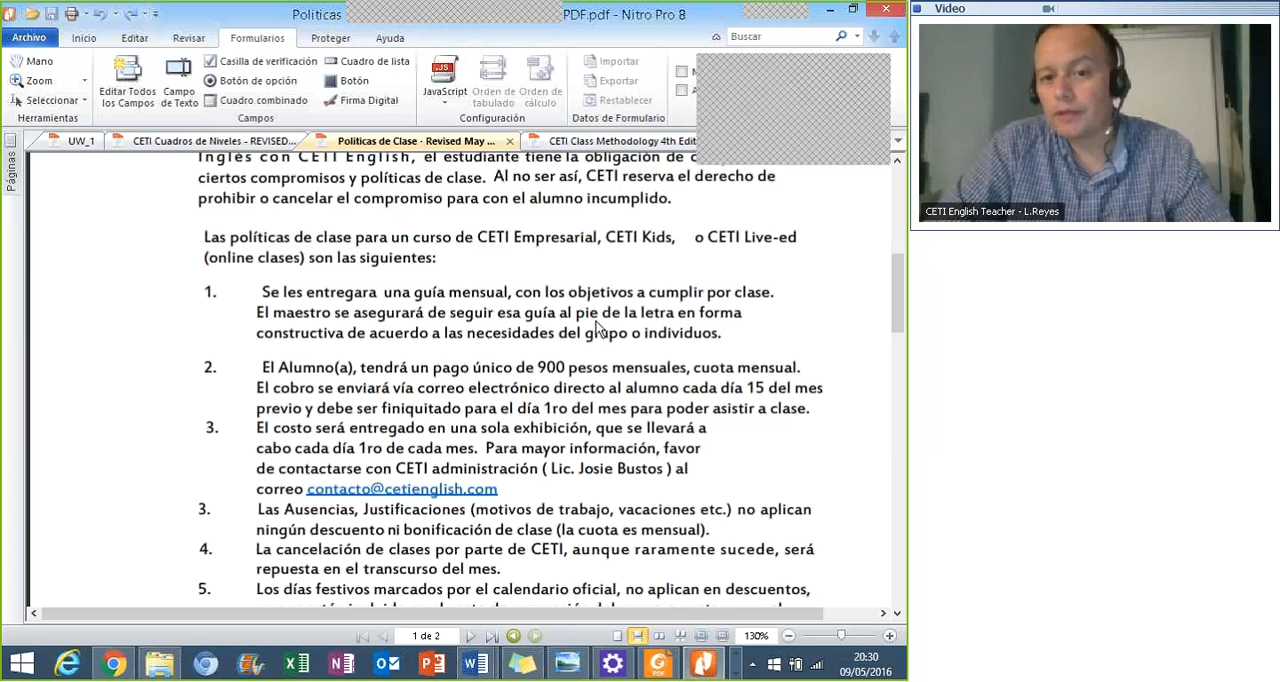 Politicas
PDF.pdf - Nitro Pro 8
Video
Archivo
Inicio
Editar
Revisar
Formularios
Proteger
Ayuda
Buscar
Mano
Zoom
Seleccionar
Herramientas
Editar Todos
los Campos
Campo
de Texto
Casilla de verificación
Botón de opción
Cuadro combinado
Cuadro de lista
Botón
Firma Digital
Campos
JavaScript
Orden de
tabulado
Orden de
cálculo
Configuración
Importar
Exportar
Restablecer
Datos de Formulario
UW_1
CETI Cuadros de Niveles - REVISED...
Politicas de Clase - Revised May ...
CETI Class Methodology 4th Edit
Páginas
Inglés con CETI English, el estudiante tiene la obligación de
ciertos compromisos y políticas de clase. Al no ser así, CETI reserva el derecho de
prohibir o cancelar el compromiso para con el alumno incumplido.
Las políticas de clase para un curso de CETI Empresarial, CETI Kids, o CETI Live-ed
(online clases) son las siguientes:
1. Se les entregara una guía mensual, con los objetivos a cumplir por clase.
El maestro se asegurará de seguir esa guía al pie de la letra en forma
constructiva de acuerdo a las necesidades del grupo o individuos.
2. El Alumno(a), tendrá un pago único de 900 pesos mensuales, cuota mensual.
El cobro se enviará vía correo electrónico directo al alumno cada día 15 del mes
previo y debe ser finiquitado para el día 1ro del mes para poder asistir a clase.
3. El costo será entregado en una sola exhibición, que se llevará a
cabo cada día 1ro de cada mes. Para mayor información, favor
de contactarse con CETI administración ( Lic. Josie Bustos ) al
correo contacto@cetienglish.com
3. Las Ausencias, Justificaciones (motivos de trabajo, vacaciones etc.) no aplican
ningún descuento ni bonificación de clase (la cuota es mensual).
4. La cancelación de clases por parte de CETI, aunque raramente sucede, será
repuesta en el transcurso del mes.
5. Los días festivos marcados por el calendario oficial, no aplican en descuentos,
1 de 2
130%
20:30
09/05/2016
CETI English Teacher - L.Reyes